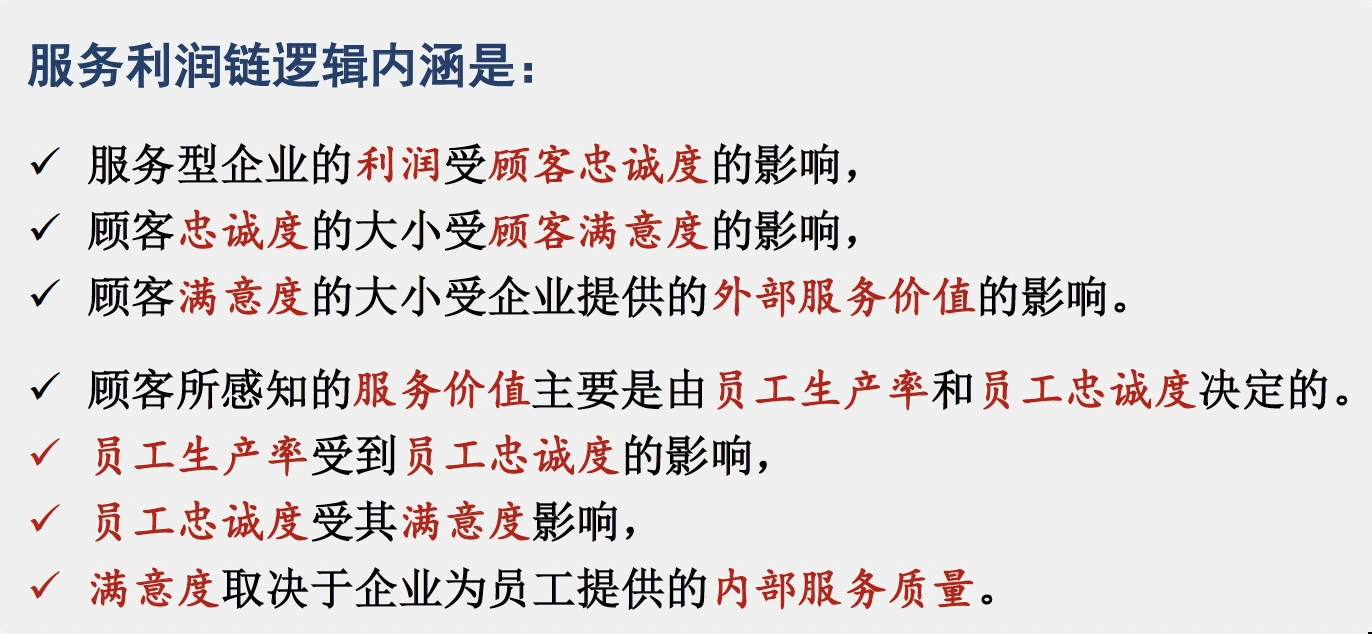 服务利润链逻辑内涵是：
✓ 服务型企业的利润受顾客忠诚度的影响，
✓ 顾客忠诚度的大小受顾客满意度的影响，
✓ 顾客满意度的大小受企业提供的外部服务价值的影响。
✓ 顾客所感知的服务价值主要是由员工生产率和员工忠诚度决定的。
✓ 员工生产率受到员工忠诚度的影响，
✓ 员工忠诚度受其满意度影响，
✓ 满意度取决于企业为员工提供的内部服务质量。